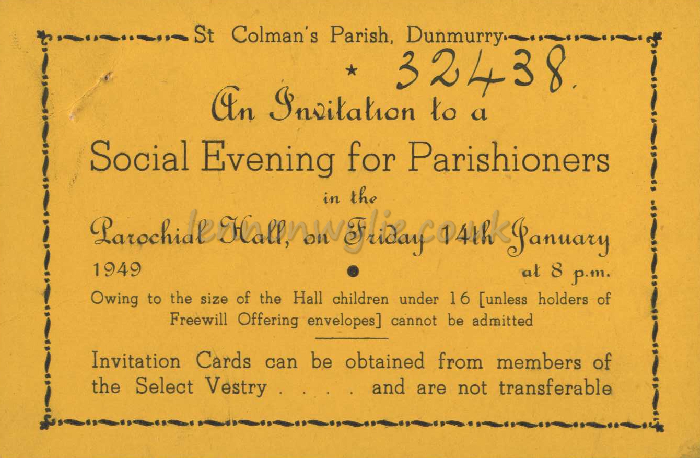 St Colman's Parish, Dunmurry
32438.
An Invitation to a
Social Evening for Parishioners
in the
lennonwylie.co.uk
Parochial Hall, on Friday 14th January
1949 at 8 p.m.
Owing to the size of the Hall children under 16 [unless holders of
Freewill Offering envelopes] cannot be admitted
Invitation Cards can be obtained from members of
the Select Vestry . . . . and are not transferable